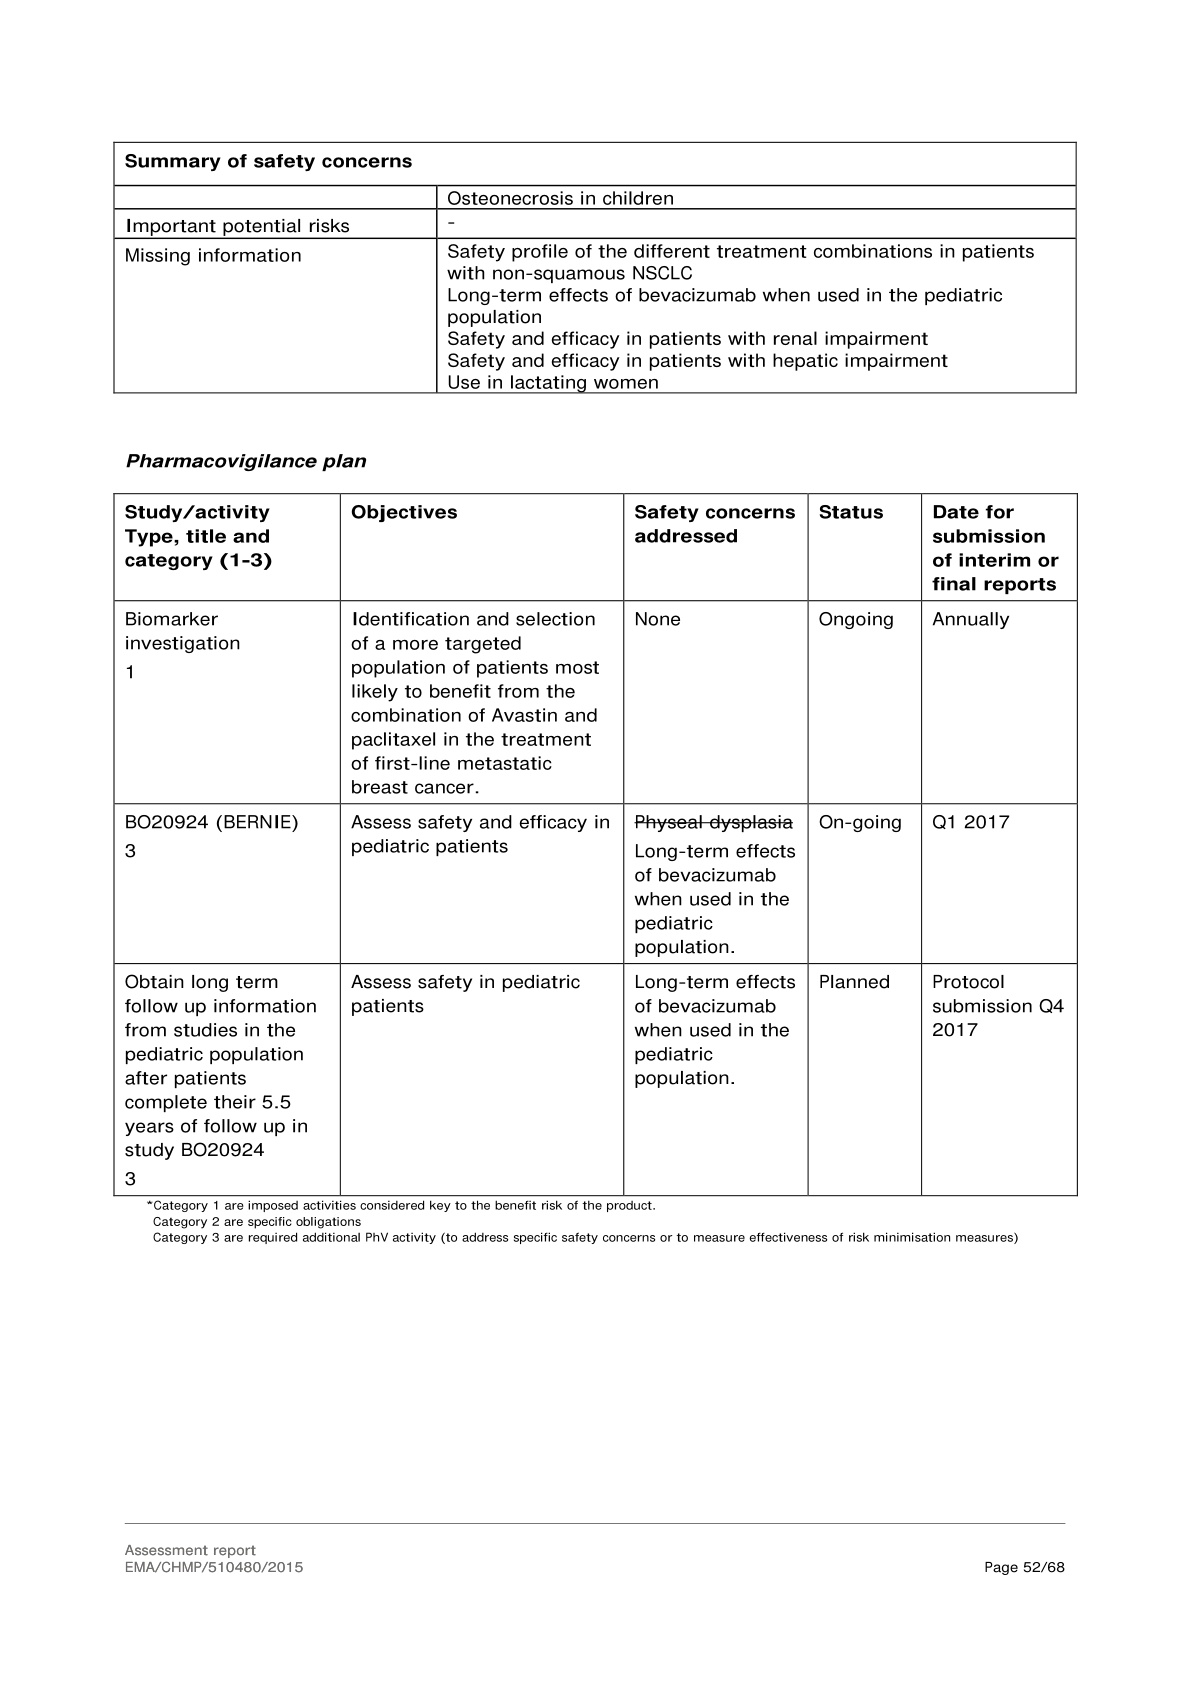 Summary of safety concerns
Osteonecrosis in children
Important potential risks
-
Missing information
Safety profile of the different treatment combinations in patients
with non-squamous NSCLC
Long-term effects of bevacizumab when used in the pediatric
population
Safety and efficacy in patients with renal impairment
Safety and efficacy in patients with hepatic impairment
Use in lactating women
Pharmacovigilance plan
Study/activity
Type, title and
category (1-3)
Objectives
Safety concerns
addressed
Status
Date for
submission
of interim or
final reports
Biomarker
investigation
1
Identification and selection
of a more targeted
population of patients most
likely to benefit from the
combination of Avastin and
paclitaxel in the treatment
of first-line metastatic
breast cancer.
None
Ongoing
Annually
BO20924 (BERNIE)
3
Assess safety and efficacy in
pediatric patients
Physeal dysplasia
Long-term effects
of bevacizumab
when used in the
pediatric
population.
On-going
Q1 2017
Obtain long term
follow up information
from studies in the
pediatric population
after patients
complete their 5.5
years of follow up in
study BO20924
3
Assess safety in pediatric
patients
Long-term effects
of bevacizumab
when used in the
pediatric
population.
Planned
Protocol
submission Q4
2017
*Category 1 are imposed activities considered key to the benefit risk of the product.
Category 2 are specific obligations
Category 3 are required additional PhV activity (to address specific safety concerns or to measure effectiveness of risk minimisation measures)
Assessment report
EMA/CHMP/510480/2015
Page 52/68